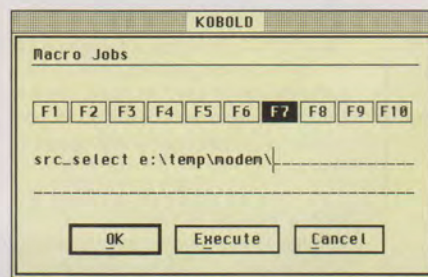 KOBOLD
Macro Jobs
F1 F2 F3 F4 F5 F6 F7 F8 F9 F10
src_select e:\temp\modem\
OK Execute Cancel